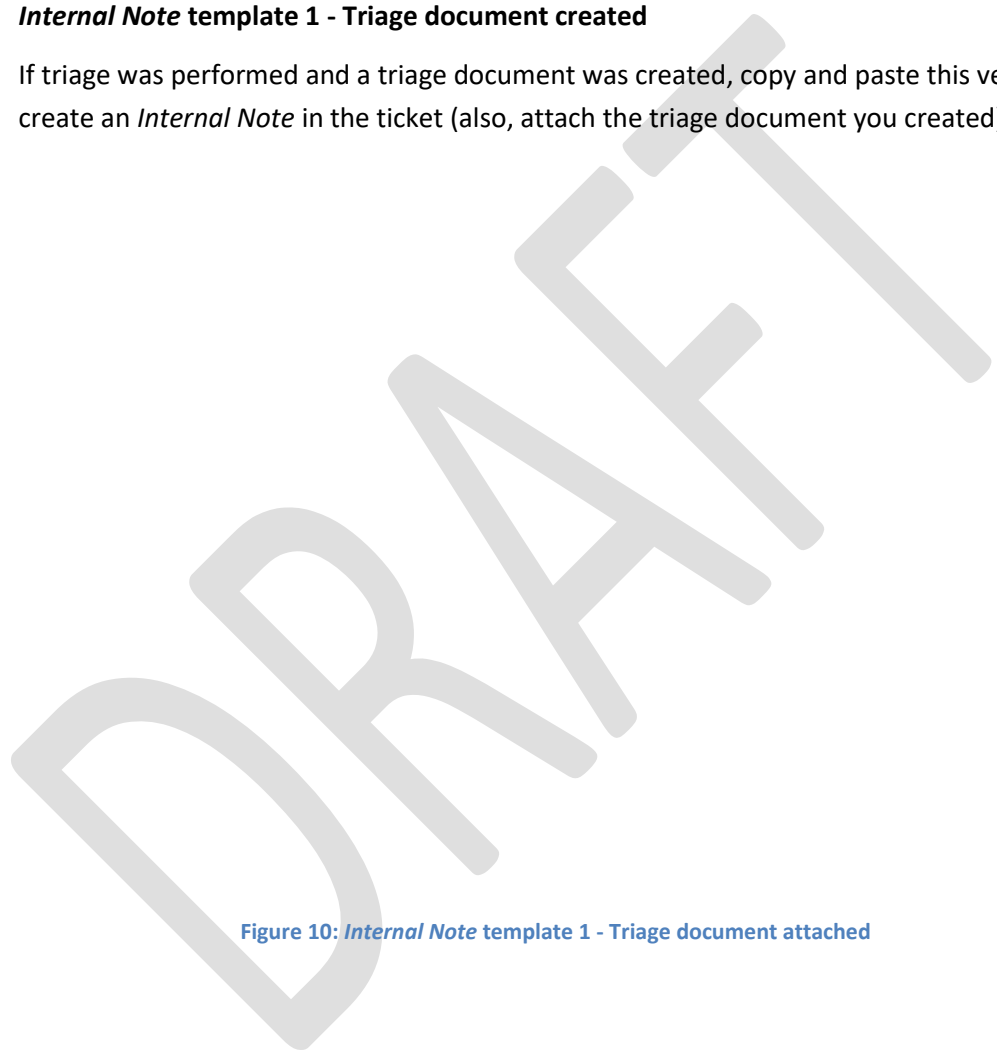 Internal Note template 1 - Triage document created
If triage was performed and a triage document was created, copy and paste this
create an Internal Note in the ticket (also, attach the triage document you created
DRAFT
Figure 10: Internal Note template 1 - Triage document attached